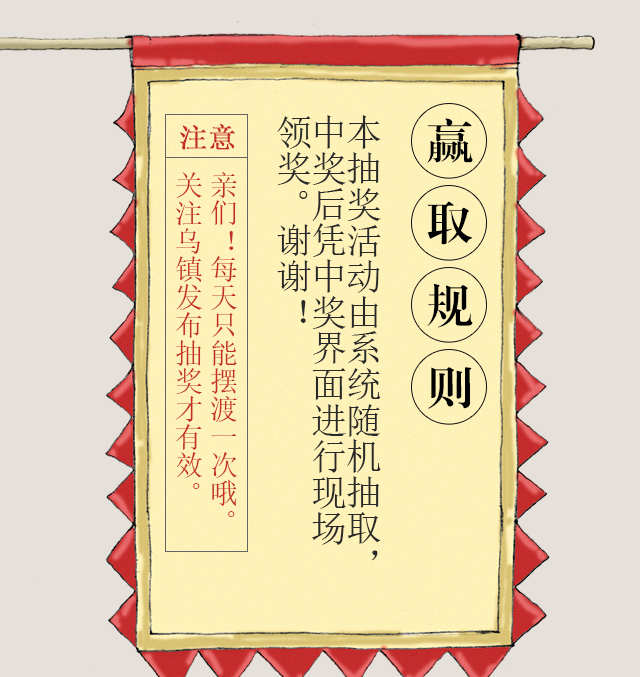 赢取规则
本抽奖活动由系统随机抽取，
中奖后凭中奖界面进行现场
领奖。谢谢！
注意
亲们！每天只能摆渡一次哦。
关注乌镇发布抽奖才有效。